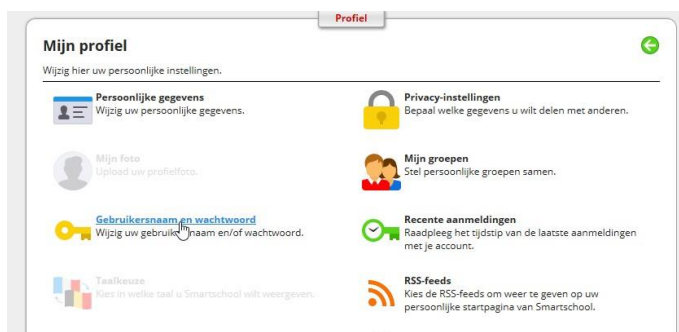 Profiel
Mijn profiel
Wijzig hier uw persoonlijke instellingen.
Persoonlijke gegevens
Wijzig uw persoonlijke gegevens.
Privacy-instellingen
Bepaal welke gegevens u wilt delen met anderen.
Mijn foto
Upload uw profielfoto.
Mijn groepen
Stel persoonlijke groepen samen.
Gebruikersnaam en wachtwoord
Wijzig uw gebruikersnaam en/of wachtwoord.
Recente aanmeldingen
Raadpleeg het tijdstip van de laatste aanmeldingen
met je account.
Taalkeuze
Kies in welke taal u Smartschool wilt weergeven.
RSS-feeds
Kies de RSS-feeds om weer te geven op uw
persoonlijke startpagina van Smartschool.